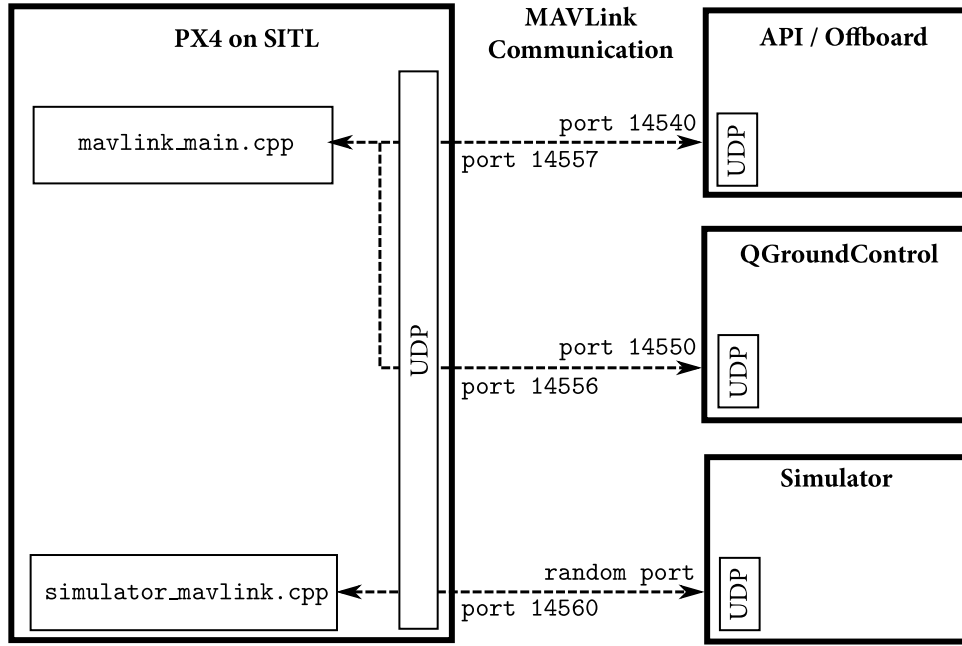 PX4 on SITL
mavlink_main.cpp
UDP
simulator_mavlink.cpp
MAVLink
Communication
port 14540
port 14557
port 14550
port 14556
random port
port 14560
API / Offboard
UDP
QGroundControl
UDP
Simulator
UDP